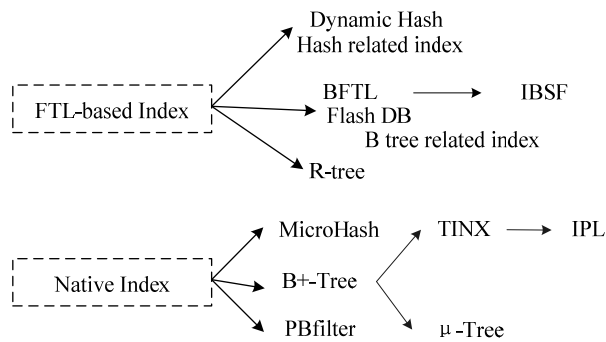 Dynamic Hash
Hash related index
FTL-based Index
BFTL
IBSF
Flash DB
B tree related index
R-tree
MicroHash
TINX
IPL
Native Index
B+-Tree
PBfilter
μ-Tree